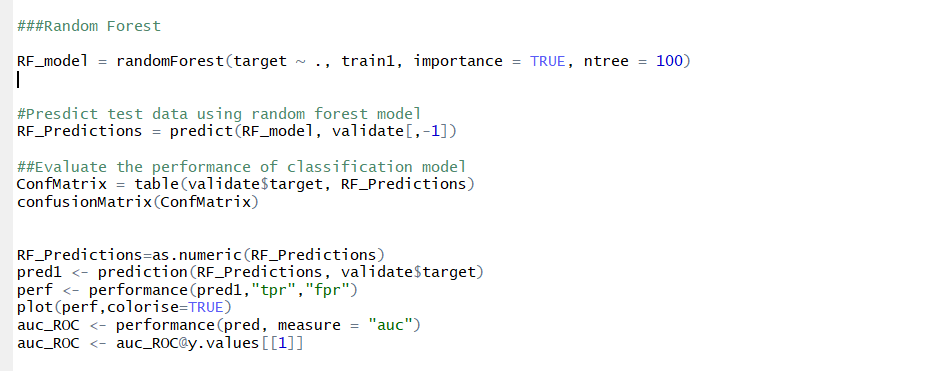 ###Random Forest
RF_model = randomForest(target ~ ., train1, importance = TRUE, ntree = 100)
#Presdict test data using random forest model
RF_Predictions = predict(RF_model, validate[,-1])
##Evaluate the performance of classification model
ConfMatrix = table(validate$target, RF_Predictions)
confusionMatrix(ConfMatrix)
RF_Predictions=as.numeric(RF_Predictions)
pred1 <- prediction(RF_Predictions, validate$target)
perf <- performance(pred1,"tpr","fpr")
plot(perf,colorise=TRUE)
auc_ROC <- performance(pred, measure = "auc")
auc_ROC <- auc_ROC@y.values[[1]]